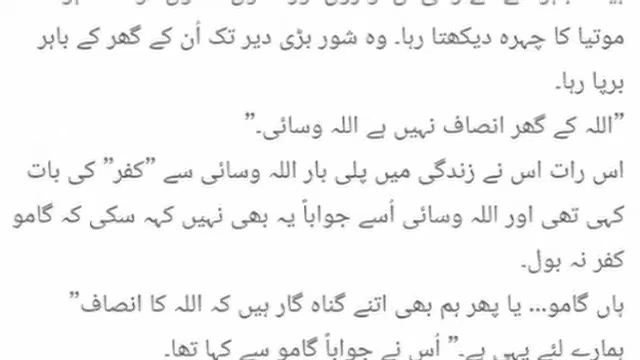 موتیا کا چہرہ دیکھتا رہا۔ وہ شور بڑی دیر تک اُن کے گھر کے باہر
برپا رہا۔
”اللہ کے گھر انصاف نہیں ہے اللہ وسائی۔”
اس رات اس نے زندگی میں پلی بار اللہ وسائی سے ”کفر” کی بات
کہی تھی اور اللہ وسائی اُسے جواباً یہ بھی نہیں کہہ سکی کہ گامو
کفر نہ بول۔
ہاں گامو... یا پھر ہم بھی اتنے گناہ گار ہیں کہ اللہ کا انصاف”
ہمارے لئے یہی ہے۔” اُس نے جواباً گامو سے کہا تھا۔